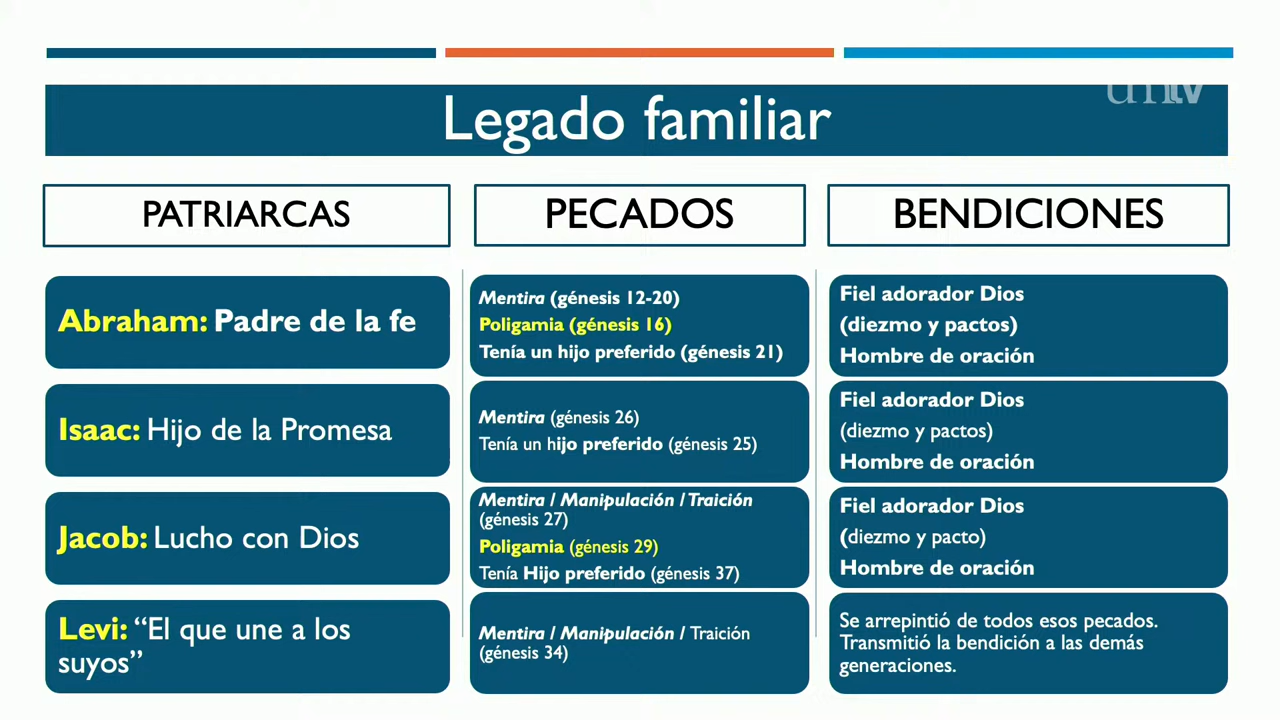 Legado familiar
PATRIARCAS
PECADOS
BENDICIONES
Abraham: Padre de la fe
Mentira (génesis 12-20)
Poligamia (génesis 16)
Tenía un hijo preferido (génesis 21)
Fiel adorador Dios
(diezmo y pactos)
Hombre de oración
Isaac: Hijo de la Promesa
Mentira (génesis 26)
Tenía un hijo preferido (génesis 25)
Fiel adorador Dios
(diezmo y pactos)
Hombre de oración
Jacob: Lucho con Dios
Mentira / Manipulación / Traición
(génesis 27)
Poligamia (génesis 29)
Tenía Hijo preferido (génesis 37)
Fiel adorador Dios
(diezmo y pacto)
Hombre de oración
Levi: “El que une a los
suyos”
Mentira / Manipulación / Traición
(génesis 34)
Se arrepintió de todos esos pecados.
Transmitió la bendición a las demás
generaciones.